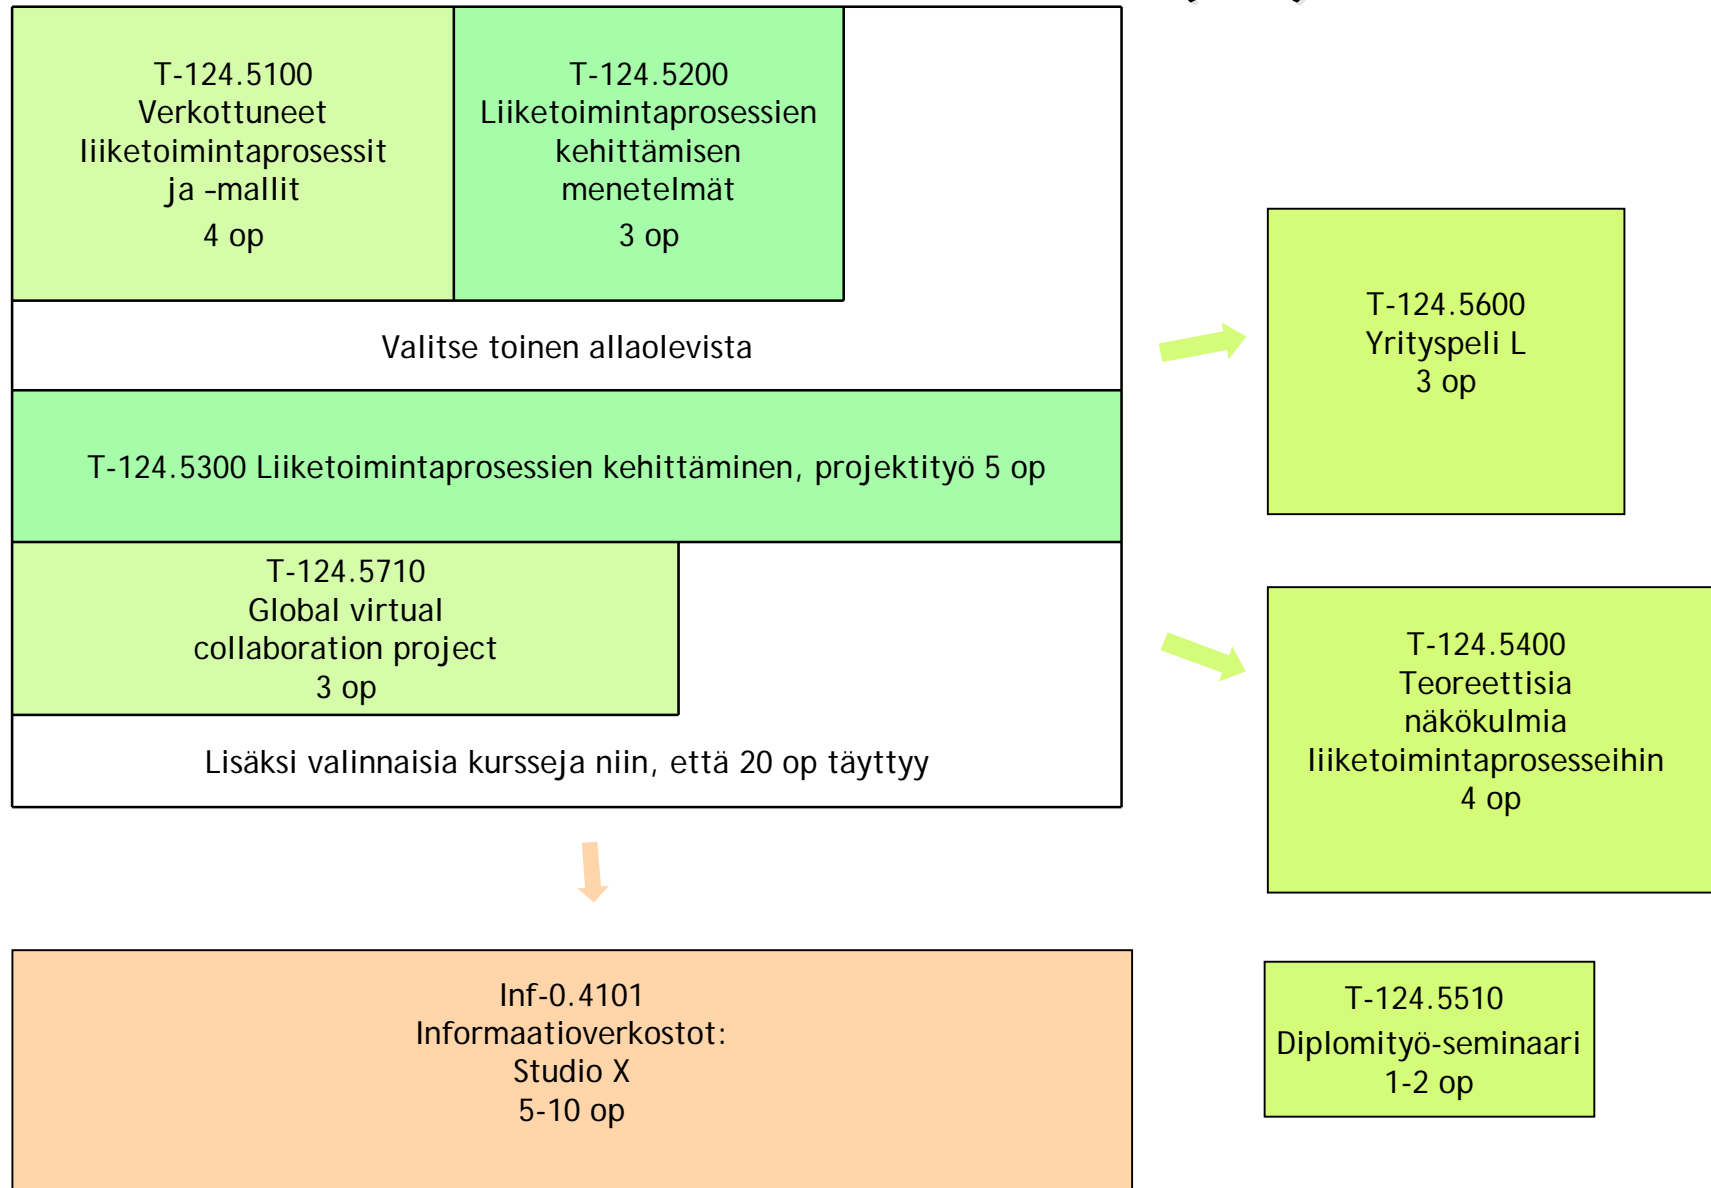 T-124.5100
Verkottuneet
liiketoimintaprosessit
ja -mallit
4 op
T-124.5200
Liiketoimintaprosessien
kehittämisen
menetelmät
3 op
Valitse toinen allaolevista
T-124.5300 Liiketoimintaprosessien kehittäminen, projektityö 5 op
T-124.5710
Global virtual
collaboration project
3 op
Lisäksi valinnaisia kursseja niin, että 20 op täyttyy
T-124.5600
Yrityspeli L
3 op
T-124.5400
Teoreettisia
näkökulmia
liiketoimintaprosesseihin
4 op
Inf-0.4101
Informaatioverkostot:
Studio X
5-10 op
T-124.5510
Diplomityö-seminaari
1-2 op